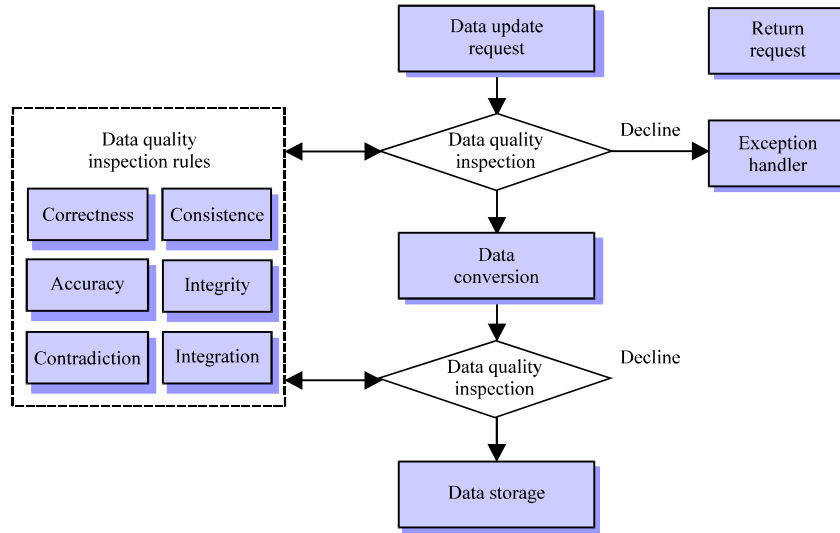 Data update
request
Return
request
Data quality
inspection rules
Data quality
inspection
Decline
Exception
handler
Correctness
Consistence
Data
conversion
Accuracy
Integrity
Contradiction
Integration
Data quality
inspection
Decline
Data storage